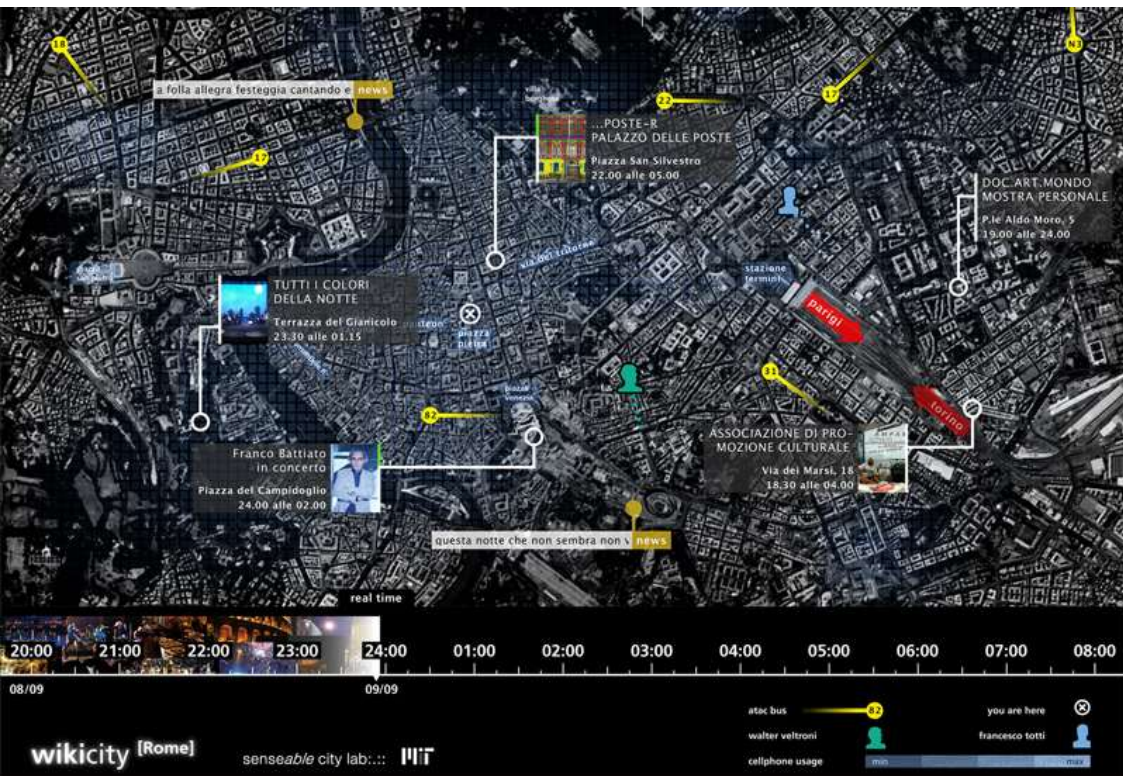 18
N3
a folla allegra festeggia cantando e news
22
17
...POSTE-R
PALAZZO DELLE POSTE
Piazza San Silvestro
22.00 alle 05.00
17
DOC.ART.MONDO
MOSTRA PERSONALE
P.le Aldo Moro, 5
19.00 alle 24.00
via del tritone
stazione
termini
TUTTI I COLORI
DELLA NOTTE
Terrazza del Gianicolo
23.30 alle 01.15
parigi
piazza
pietra
31
piazza
venezia
82
torino
Franco Battiato
in concerto
Piazza del Campidoglio
24.00 alle 02.00
ASSOCIAZIONE DI PRO-
MOZIONE CULTURALE
Via dei Marsi, 18
18.30 alle 04.00
questa notte che non sembra non news
real time
20:00 21:00 22:00 23:00 24:00 01:00 02:00 03:00 04:00 05:00 06:00 07:00 08:00
08/09 09/09
atac bus 82 you are here
walter veltroni francesco totti
cellphone usage min max
wikicity [Rome]
senseable city lab:.:: MIT